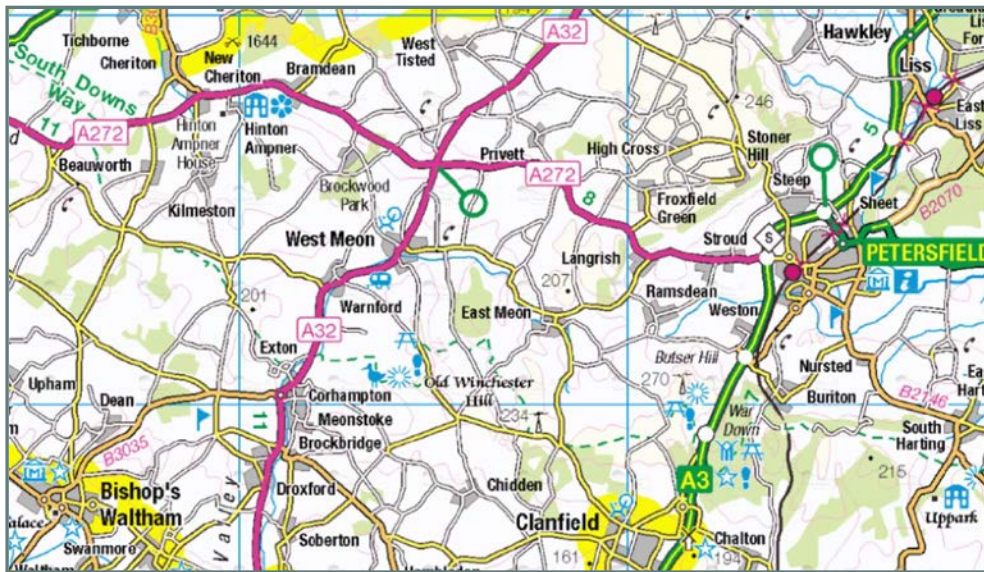 Tichborne
Cheriton
New
Cheriton
1644
Bramdean
West
Tisted
A32
Hawkley
Liss
East
Liss
South Downs
Way
11
A272
Beauworth
Hinton
Ampner
House
Hinton
Ampner
Privett
A272
8
High Cross
246
Stoner
Hill
5
Steep
Sheet
B2070
Kilmeston
Brockwood
Park
Froxfield
Green
West Meon
Langrish
Stroud
S
PETERSFIELD
Warnford
201
207
East Meon
Ramsdean
Weston
A32
Exton
Butser Hill
Nursted
Upham
Dean
Corhampton
Old Winchester
Hill
270
Buriton
B2146
Meonstoke
234
War
Down
South
Harting
11
Brockbridge
B3035
A3
215
Bishop's
Waltham
Droxford
Chidden
Clanfield
Uppark
Swanmore
Valley
Soberton
161
Chalton
194
Waltham